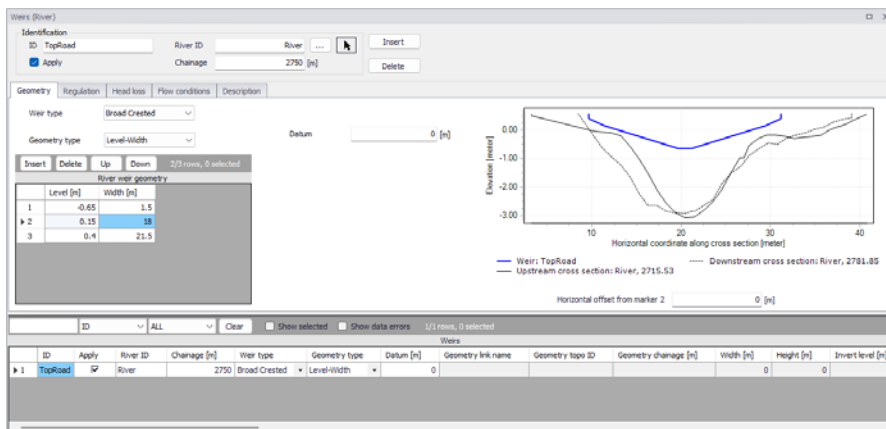 Weirs (River)
Identification
ID TopRoad River ID River ... Insert
Apply Chainage 2750 [m] Delete
Geometry Regulation Head loss Flow conditions Description
Weir type Broad Crested
Geometry type Level-Width Datum 0 [m]
Insert Delete Up Down 2/3 rows, 0 selected
River weir geometry
Level [m] Width [m]
1 -0.65 1.5
2 0.15 18
3 0.4 21.5
Elevation [meter]
0.00
-1.00
-2.00
-3.00
10 20 30 40
Horizontal coordinate along cross section [meter]
Weir: TopRoad Downstream cross section: River, 2781.85
Upstream cross section: River, 2715.53
Horizontal offset from marker 2 0 [m]
ID ALL Clear Show selected Show data errors 1/1 rows, 0 selected
Weirs
ID Apply River ID Chainage [m] Weir type Geometry type Datum [m] Geometry link name Geometry topo ID Geometry chainage [m] Width [m] Height [m] Invert level [m]
1 TopRoad River 2750 Broad Crested Level-Width 0 0 0